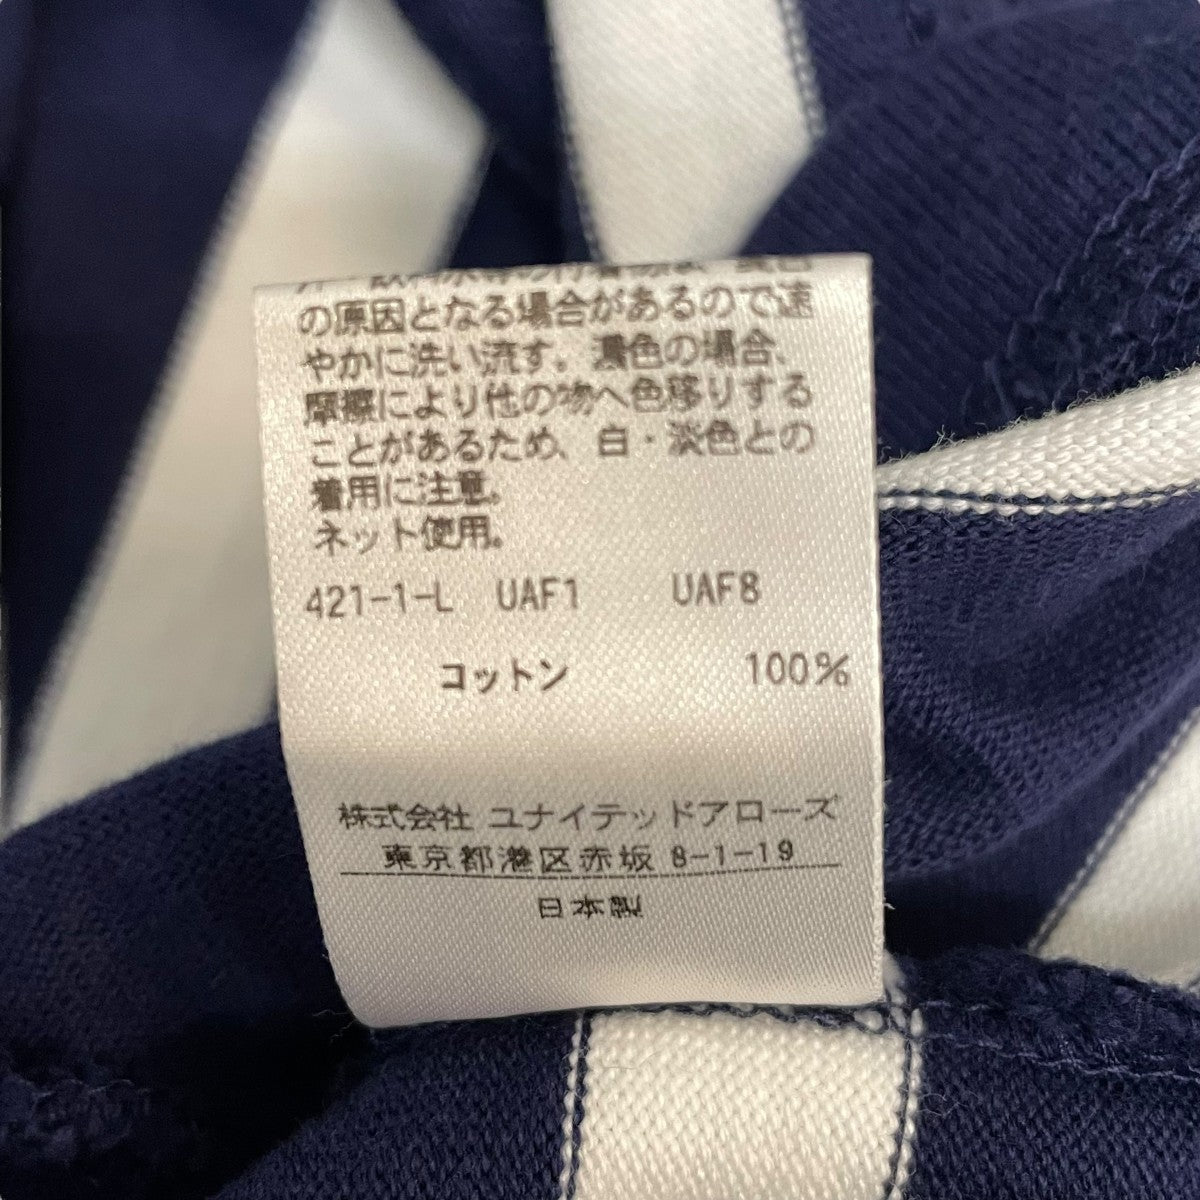 の原因となる場合があるので速
やかに洗い流す。濃色の場合、
摩擦により他の物へ色移りする
ことがあるため、白・淡色との
着用に注意。
ネット使用。
421-1-L UAF1 UAF8
コットン 100%
株式会社 ユナイテッドアローズ
東京都港区赤坂 8-1-19
日本製